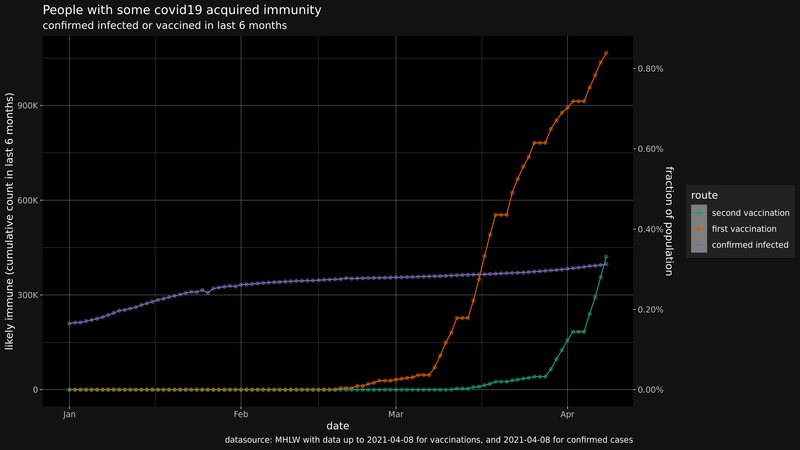 People with some covid19 acquired immunity
confirmed infected or vaccined in last 6 months
likely immune (cumulative count in last 6 months)
900K
600K
300K
0
0.80%
0.60%
0.40%
0.20%
0.00%
fraction of population
route
second vaccination
first vaccination
confirmed infected
Jan
Feb
Mar
Apr
date
datasource: MHLW with data up to 2021-04-08 for vaccinations, and 2021-04-08 for confirmed cases